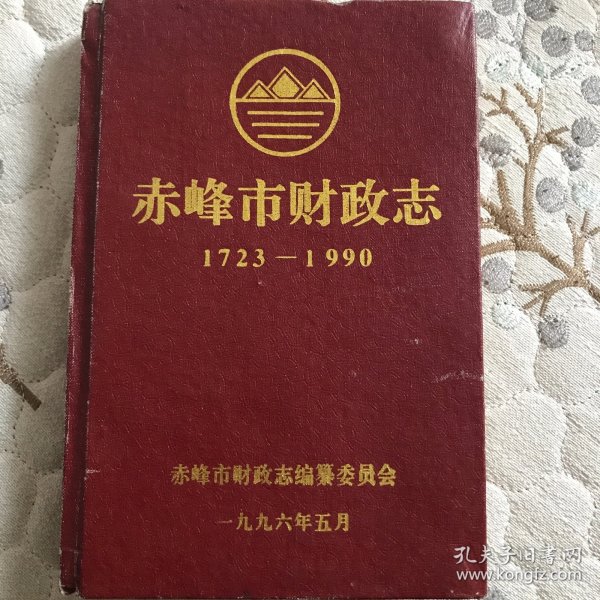 赤峰市财政志
1723－1990
赤峰市财政志编纂委员会
一九九六年五月
孔夫子旧书网
www.kongfz.com